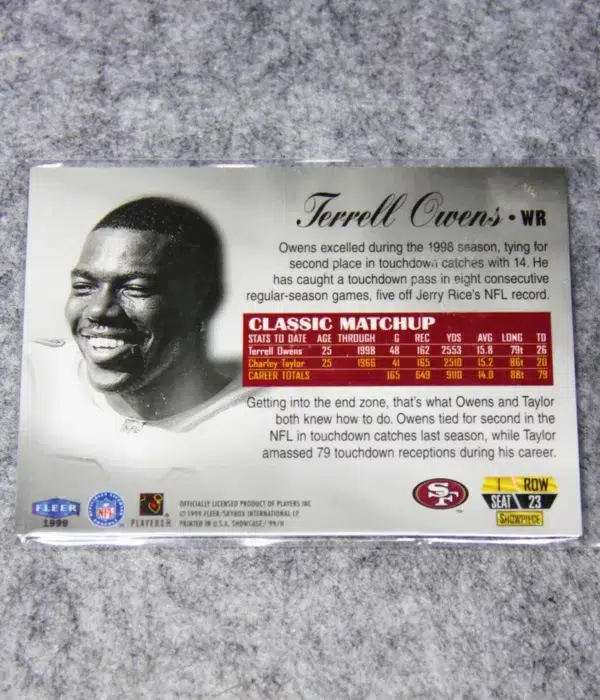 Terrell Owens • WR
Owens excelled during the 1998 season, tying for
second place in touchdown catches with 14. He
has caught a touchdown pass in eight consecutive
regular-season games, five off Jerry Rice's NFL record.
CLASSIC MATCHUP
STATS TO DATE AGE THROUGH G REC YDS AVG LONG TD
Terrell Owens 25 1998 48 162 2553 15.8 79t 26
Charley Taylor 25 1966 41 165 2510 15.2 86t 20
CAREER TOTALS 165 649 9110 14.0 88t 79
Getting into the end zone, that's what Owens and Taylor
both knew how to do. Owens tied for second in the
NFL in touchdown catches last season, while Taylor
amassed 79 touchdown receptions during his career.
FLEER
1999
NFL
PLAYERS
OFFICIALLY LICENSED PRODUCT OF PLAYERS INC
© 1999 FLEER/SKYBOX INTERNATIONAL LP
PRINTED IN U.S.A. SHOWCASE/'99/H
SF
1 ROW
SEAT 23
SHOWPIECE